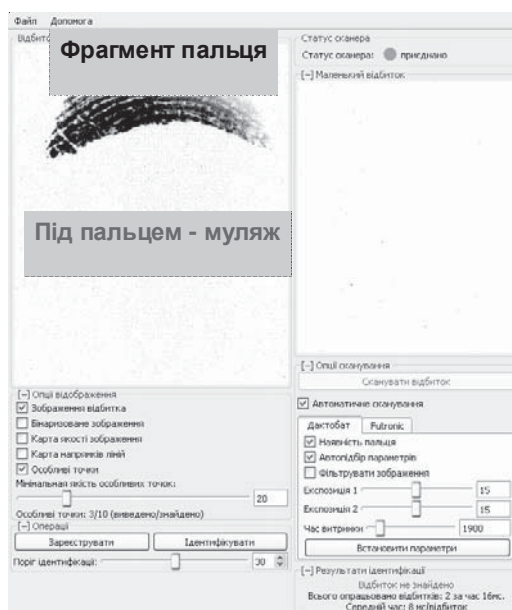 Файл Допомога
Відбиток
Фрагмент пальця
Під пальцем - муляж
[-] Опції відображення
Зображення відбитка
Бінаризоване зображення
Карта якості зображення
Карта напрямків ліній
Особливі точки
Мінімальная якість особливих точок:
20
Особливі точки: 3/10 (виведено/знайдено)
[-] Операції
Зареєструвати Ідентифікувати
Поріг ідентифікації: 30
Статус сканера
Статус сканера: приєднано
[-] Маленький відбиток
[-] Опції сканування
Сканувати відбиток
Автоматичне сканування
Дактобат Futronic
Наявність пальця
Автопідбір параметрів
Фільтрувати зображення
Експозиція 1 15
Експозиція 2 15
Час витримки 1900
Встановити параметри
[-] Результати ідентифікації
Відбиток не знайдено
Всього опрацьовано відбитків: 2 за час 16мс.
Середній час: 8 мс/відбиток